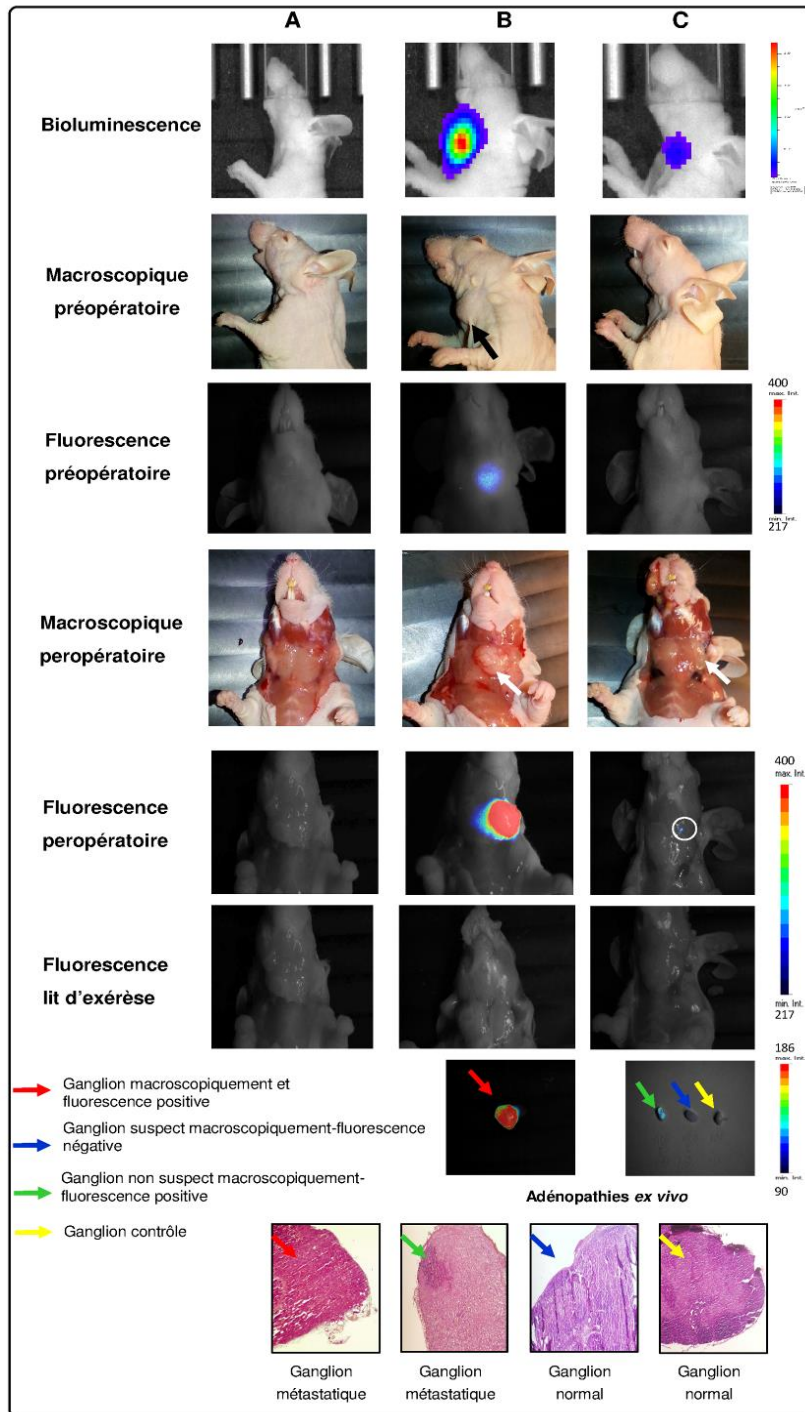 A B C
Bioluminescence
Macroscopique
préopératoire
Fluorescence
préopératoire
400
max. Int.
min. Int.
217
Macroscopique
peropératoire
Fluorescence
peropératoire
400
max. Int.
min. Int.
217
Fluorescence
lit d'exérèse
186
max. Int.
min. Int.
90
Ganglion macroscopiquement et
fluorescence positive
Ganglion suspect macroscopiquement-fluorescence
négative
Ganglion non suspect macroscopiquement-
fluorescence positive
Ganglion contrôle
Adénopathies ex vivo
Ganglion
métastatique
Ganglion
métastatique
Ganglion
normal
Ganglion
normal